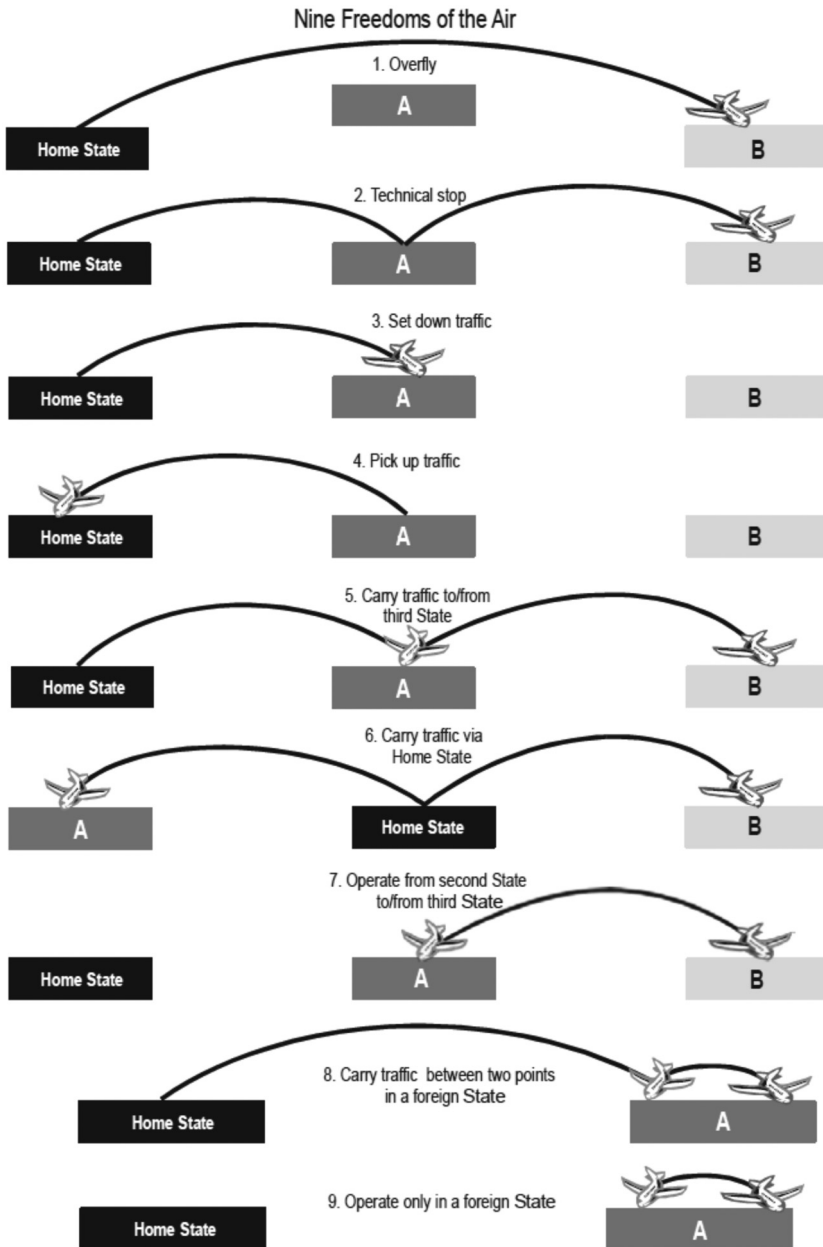 Nine Freedoms of the Air
1. Overfly
A
Home State
B
2. Technical stop
Home State
A
B
3. Set down traffic
Home State
A
B
4. Pick up traffic
Home State
A
B
5. Carry traffic to/from
third State
Home State
A
B
6. Carry traffic via
Home State
A
Home State
B
7. Operate from second State
to/from third State
Home State
A
B
8. Carry traffic between two points
in a foreign State
Home State
A
9. Operate only in a foreign State
Home State
A